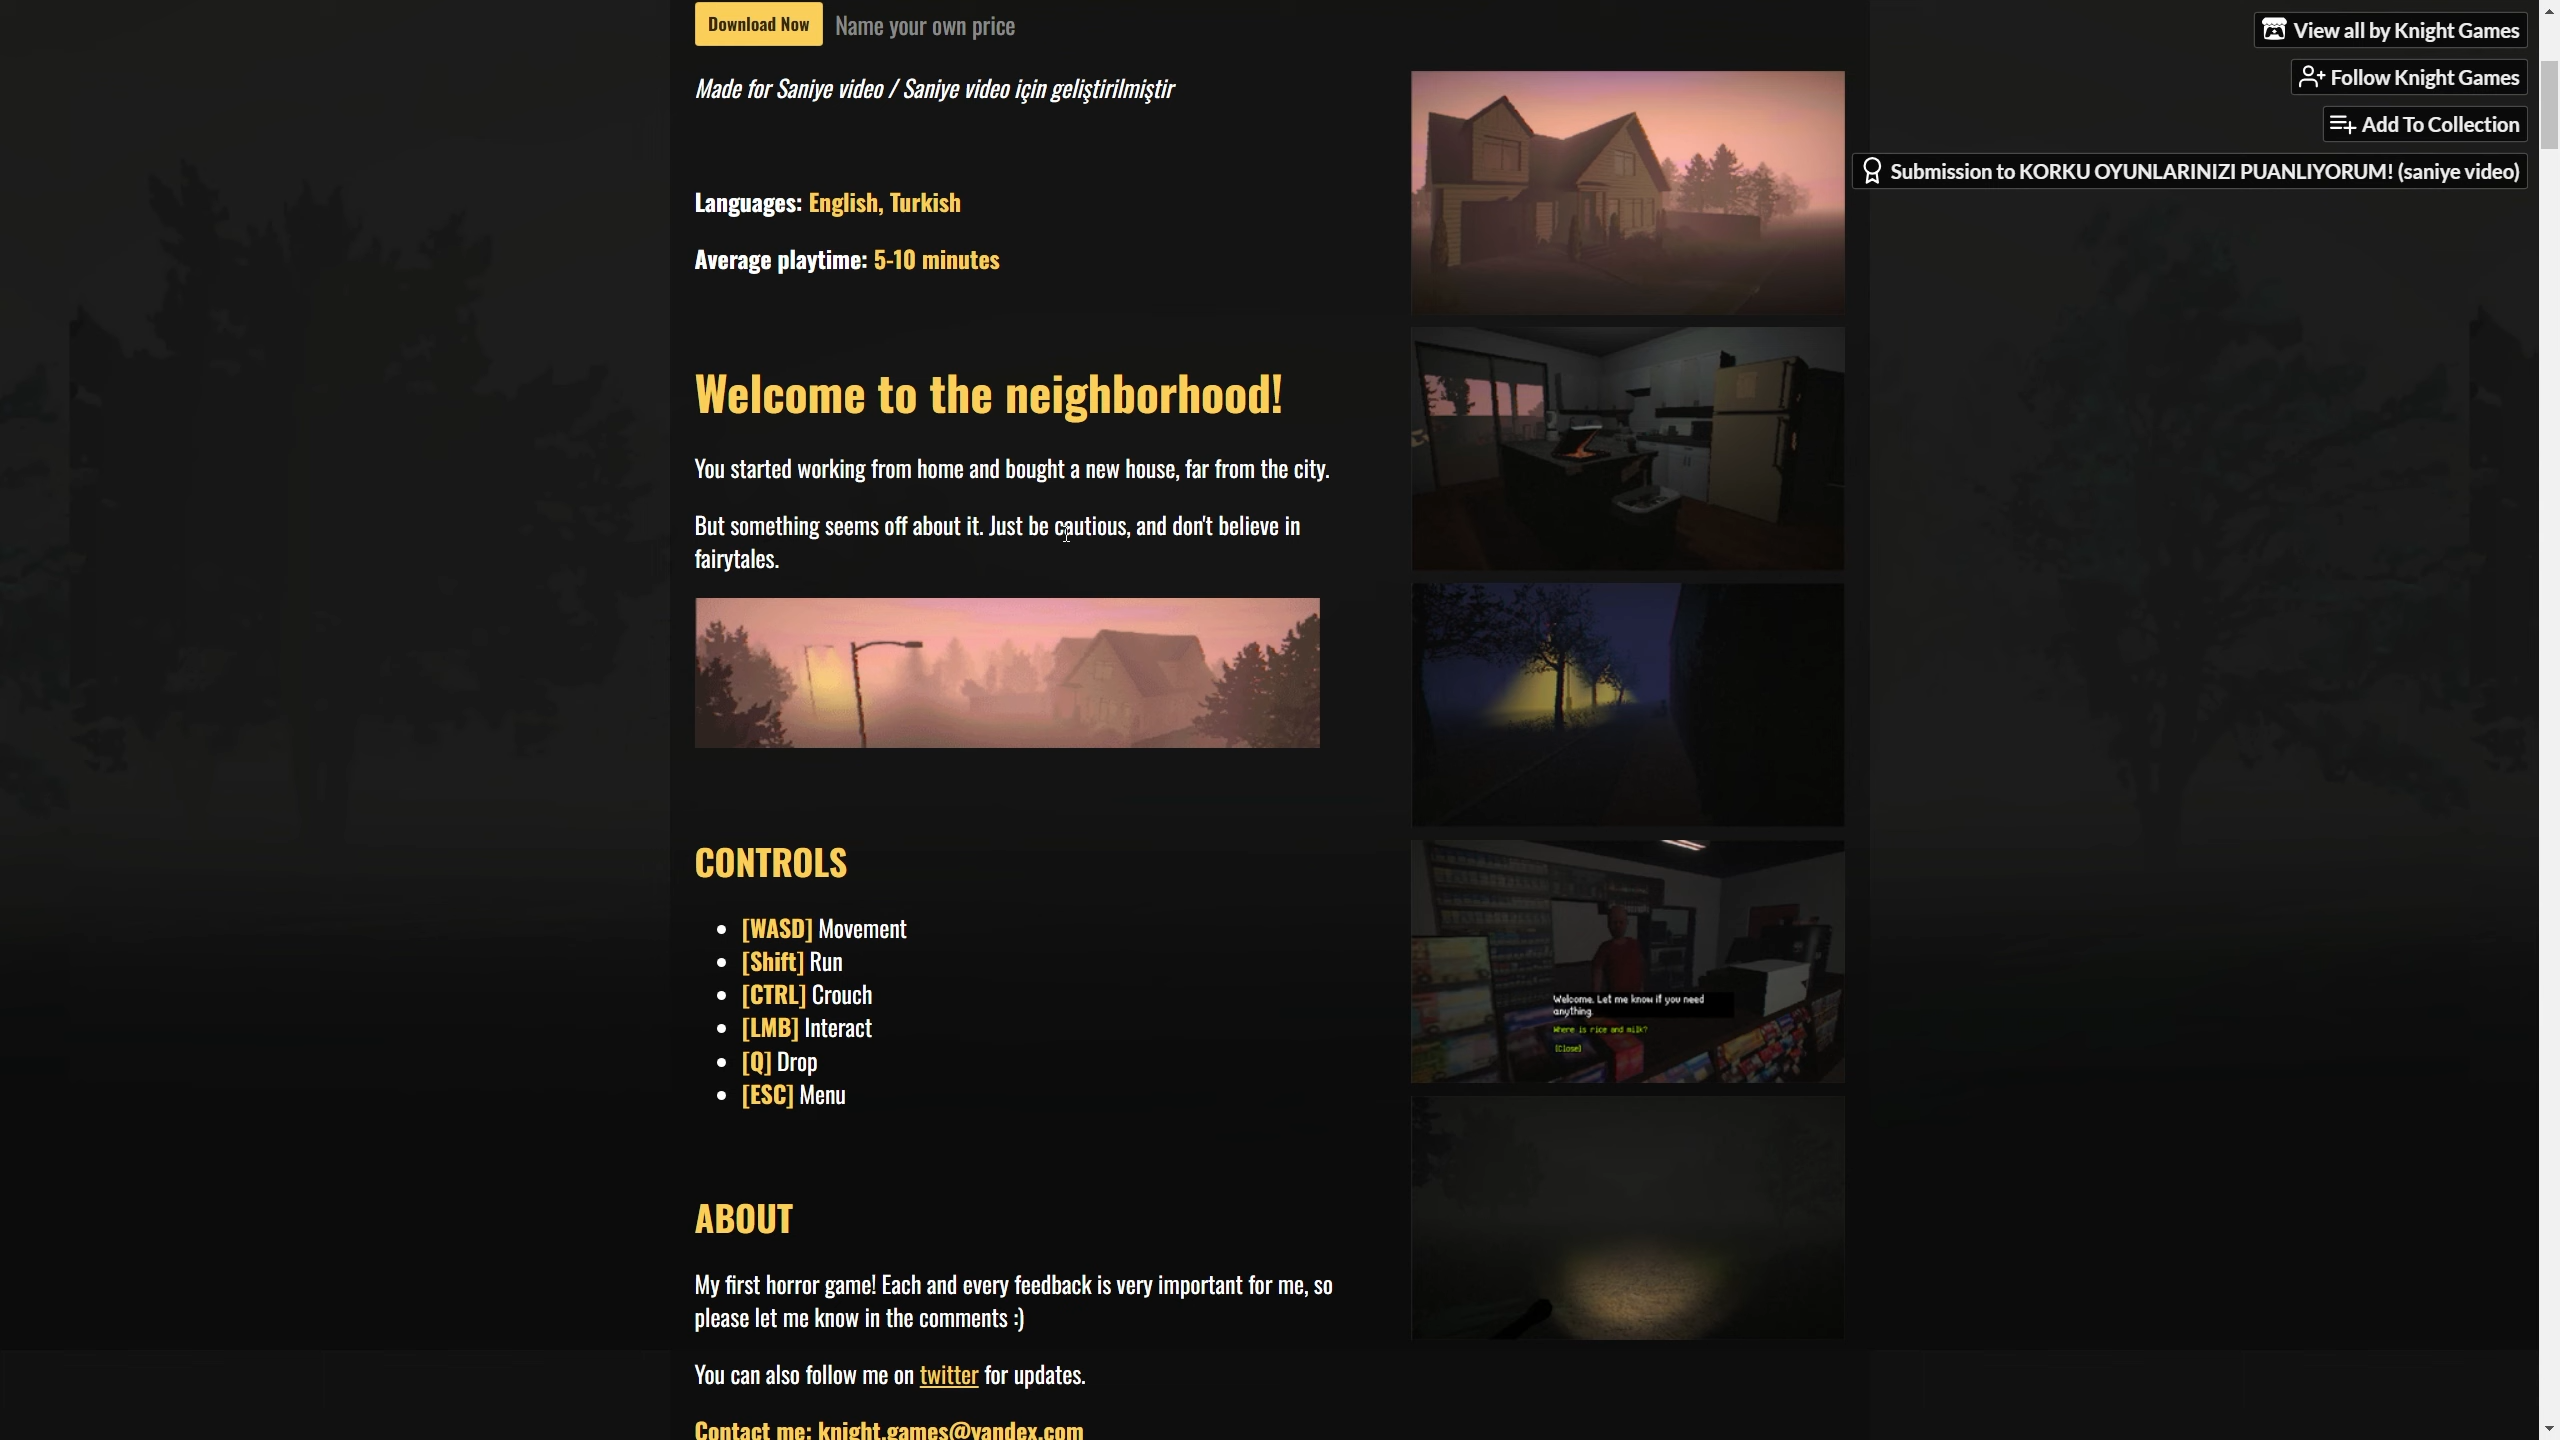 Download Now Name your own price
Made for Saniye video / Saniye video için geliştirilmiştir
Languages: English, Turkish
Average playtime: 5-10 minutes
Welcome to the neighborhood!
You started working from home and bought a new house, far from the city.
But something seems off about it. Just be cautious, and don't believe in
fairytales.
CONTROLS
[WASD] Movement
[Shift] Run
[CTRL] Crouch
[LMB] Interact
[Q] Drop
[ESC] Menu
ABOUT
My first horror game! Each and every feedback is very important for me, so
please let me know in the comments :)
You can also follow me on twitter for updates.
Contact me: knight.games@yandex.com
Welcome. Let me know if you need
anything.
Where is rice and milk?
[Close]
View all by Knight Games
Follow Knight Games
Add To Collection
Submission to KORKU OYUNLARINIZI PUANLIYORUM! (saniye video)